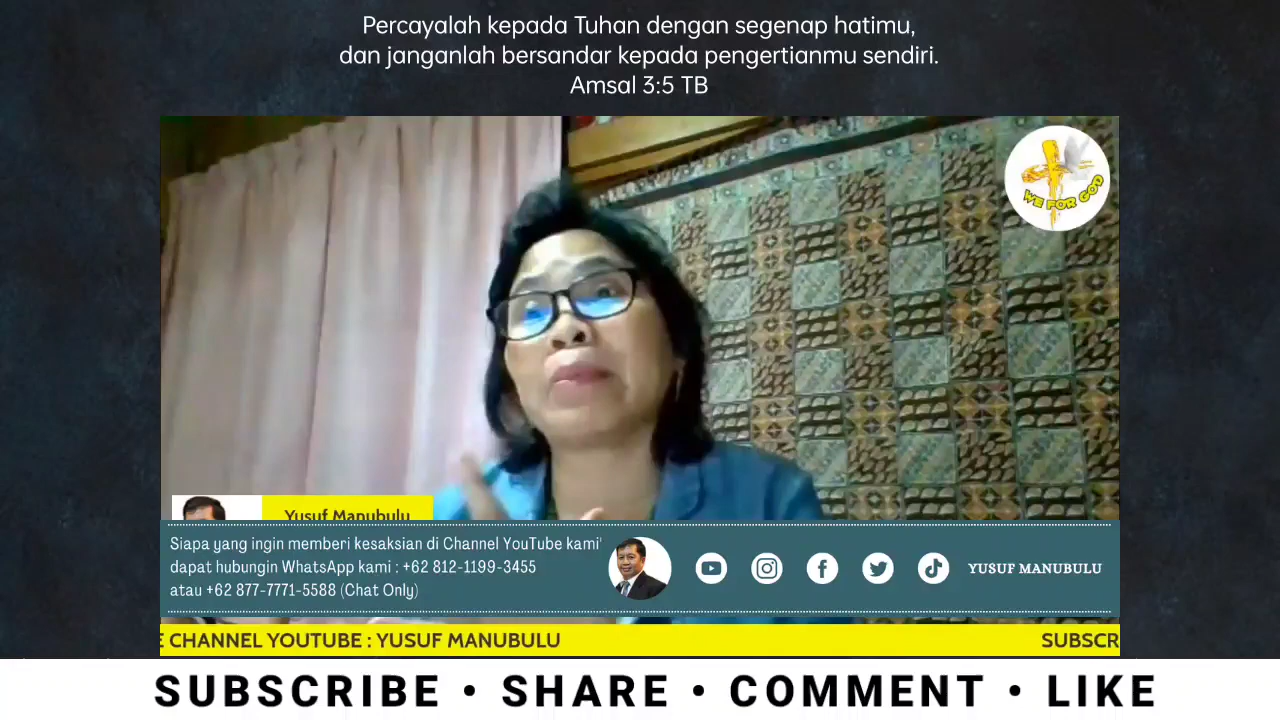 Percayalah kepada Tuhan dengan segenap hatimu,
dan janganlah bersandar kepada pengertianmu sendiri.
Amsal 3:5 TB
WE FOR GOD
Yusuf Manubulu
Siapa yang ingin memberi kesaksian di Channel YouTube kami'
dapat hubungin WhatsApp kami : +62 812-1199-3455
atau +62 877-7771-5588 (Chat Only)
YUSUF MANUBULU
E CHANNEL YOUTUBE : YUSUF MANUBULU SUBSCR
SUBSCRIBE • SHARE • COMMENT • LIKE